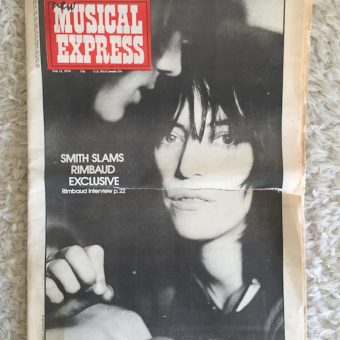 new
MUSICAL
EXPRESS
SMITH SLAMS
RIMBAUD
EXCLUSIVE
Rimbaud interview p.22